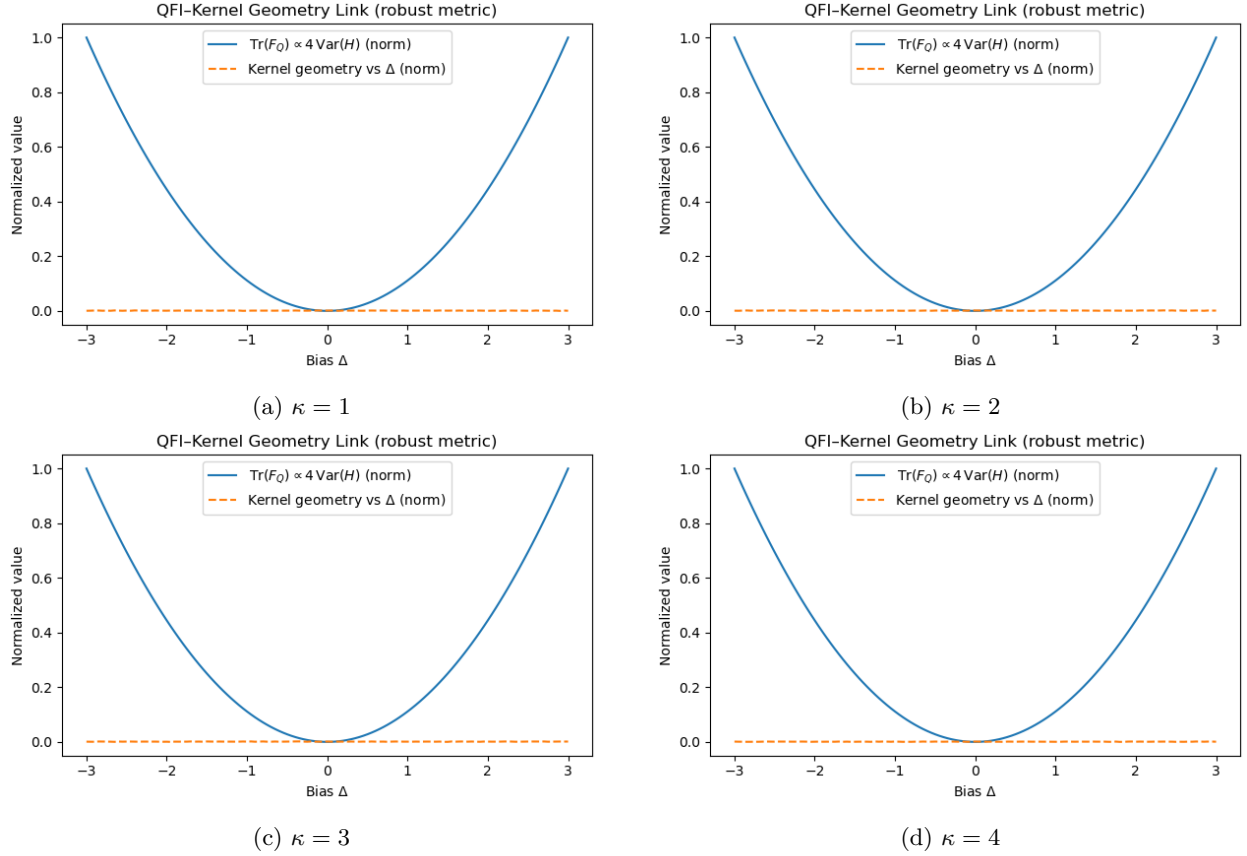 QFI–Kernel Geometry Link (robust metric)
Normalized value
1.0
0.8
0.6
0.4
0.2
0.0
Tr(F_Q) ∝ 4 Var(H) (norm)
Kernel geometry vs Δ (norm)
−3 −2 −1 0 1 2 3
Bias Δ
(a) κ = 1
QFI–Kernel Geometry Link (robust metric)
Normalized value
1.0
0.8
0.6
0.4
0.2
0.0
Tr(F_Q) ∝ 4 Var(H) (norm)
Kernel geometry vs Δ (norm)
−3 −2 −1 0 1 2 3
Bias Δ
(b) κ = 2
QFI–Kernel Geometry Link (robust metric)
Normalized value
1.0
0.8
0.6
0.4
0.2
0.0
Tr(F_Q) ∝ 4 Var(H) (norm)
Kernel geometry vs Δ (norm)
−3 −2 −1 0 1 2 3
Bias Δ
(c) κ = 3
QFI–Kernel Geometry Link (robust metric)
Normalized value
1.0
0.8
0.6
0.4
0.2
0.0
Tr(F_Q) ∝ 4 Var(H) (norm)
Kernel geometry vs Δ (norm)
−3 −2 −1 0 1 2 3
Bias Δ
(d) κ = 4